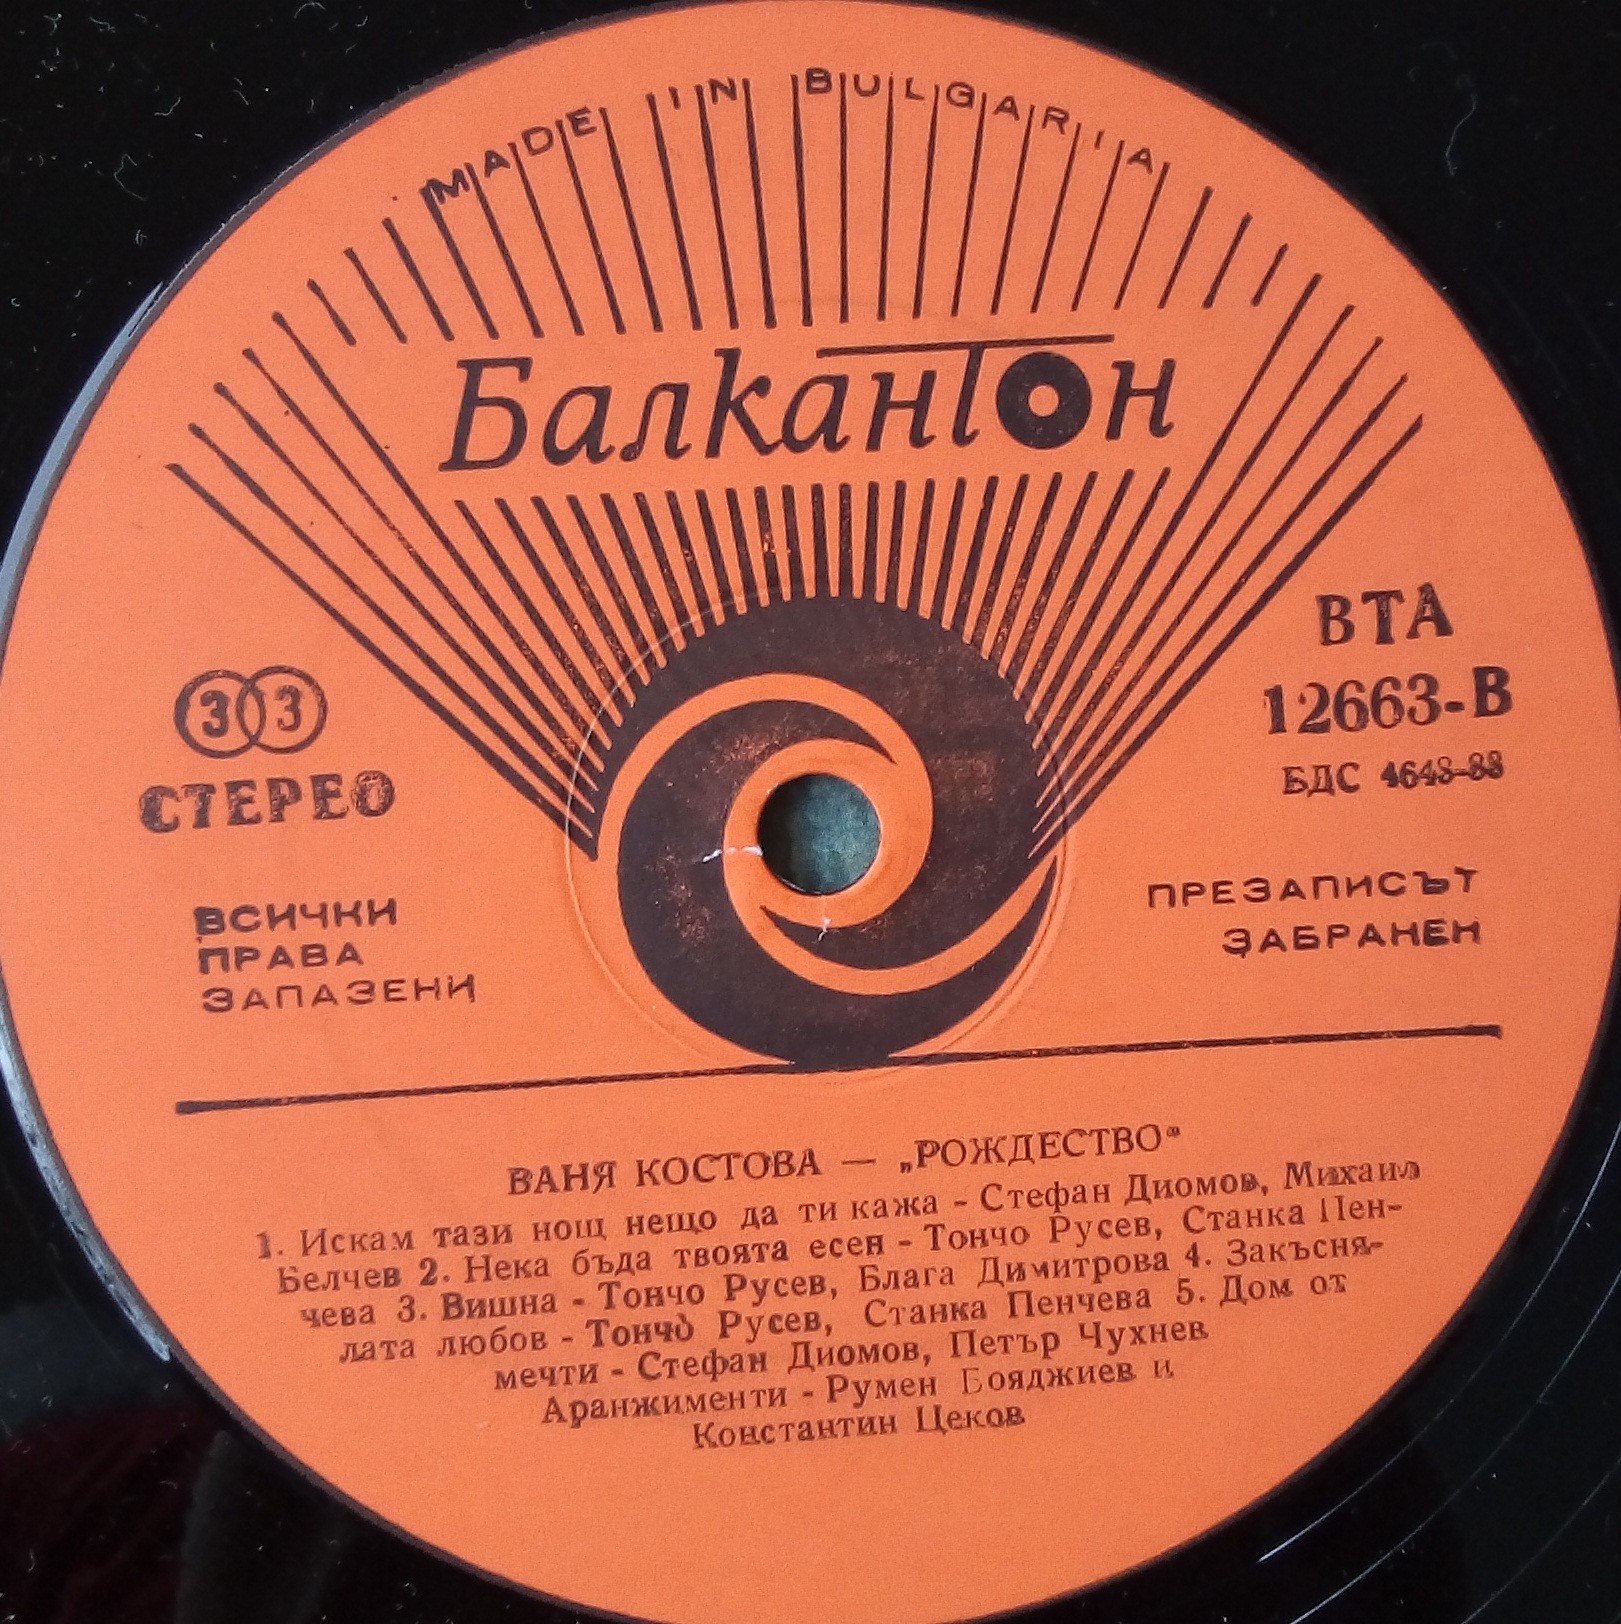 MADE IN BULGARIA
Балкантон
33
СТЕРЕО
ВСИЧКИ
ПРАВА
ЗАПАЗЕНИ
ВТА
12663-В
БДС 4648-88
ПРЕЗАПИСЪТ
ЗАБРАНЕН
ВАНЯ КОСТОВА — „РОЖДЕСТВО“
1. Искам тази нощ нещо да ти кажа - Стефан Диомов, Михаил
Белчев 2. Нека бъда твоята есен - Тончо Русев, Станка Пен-
чева 3. Вишна - Тончо Русев, Блага Димитрова 4. Закъсня-
лата любов - Тончо Русев, Станка Пенчева 5. Дом от
мечти - Стефан Диомов, Петър Чухнев
Аранжименти - Румен Бояджиев и
Константин Цеков